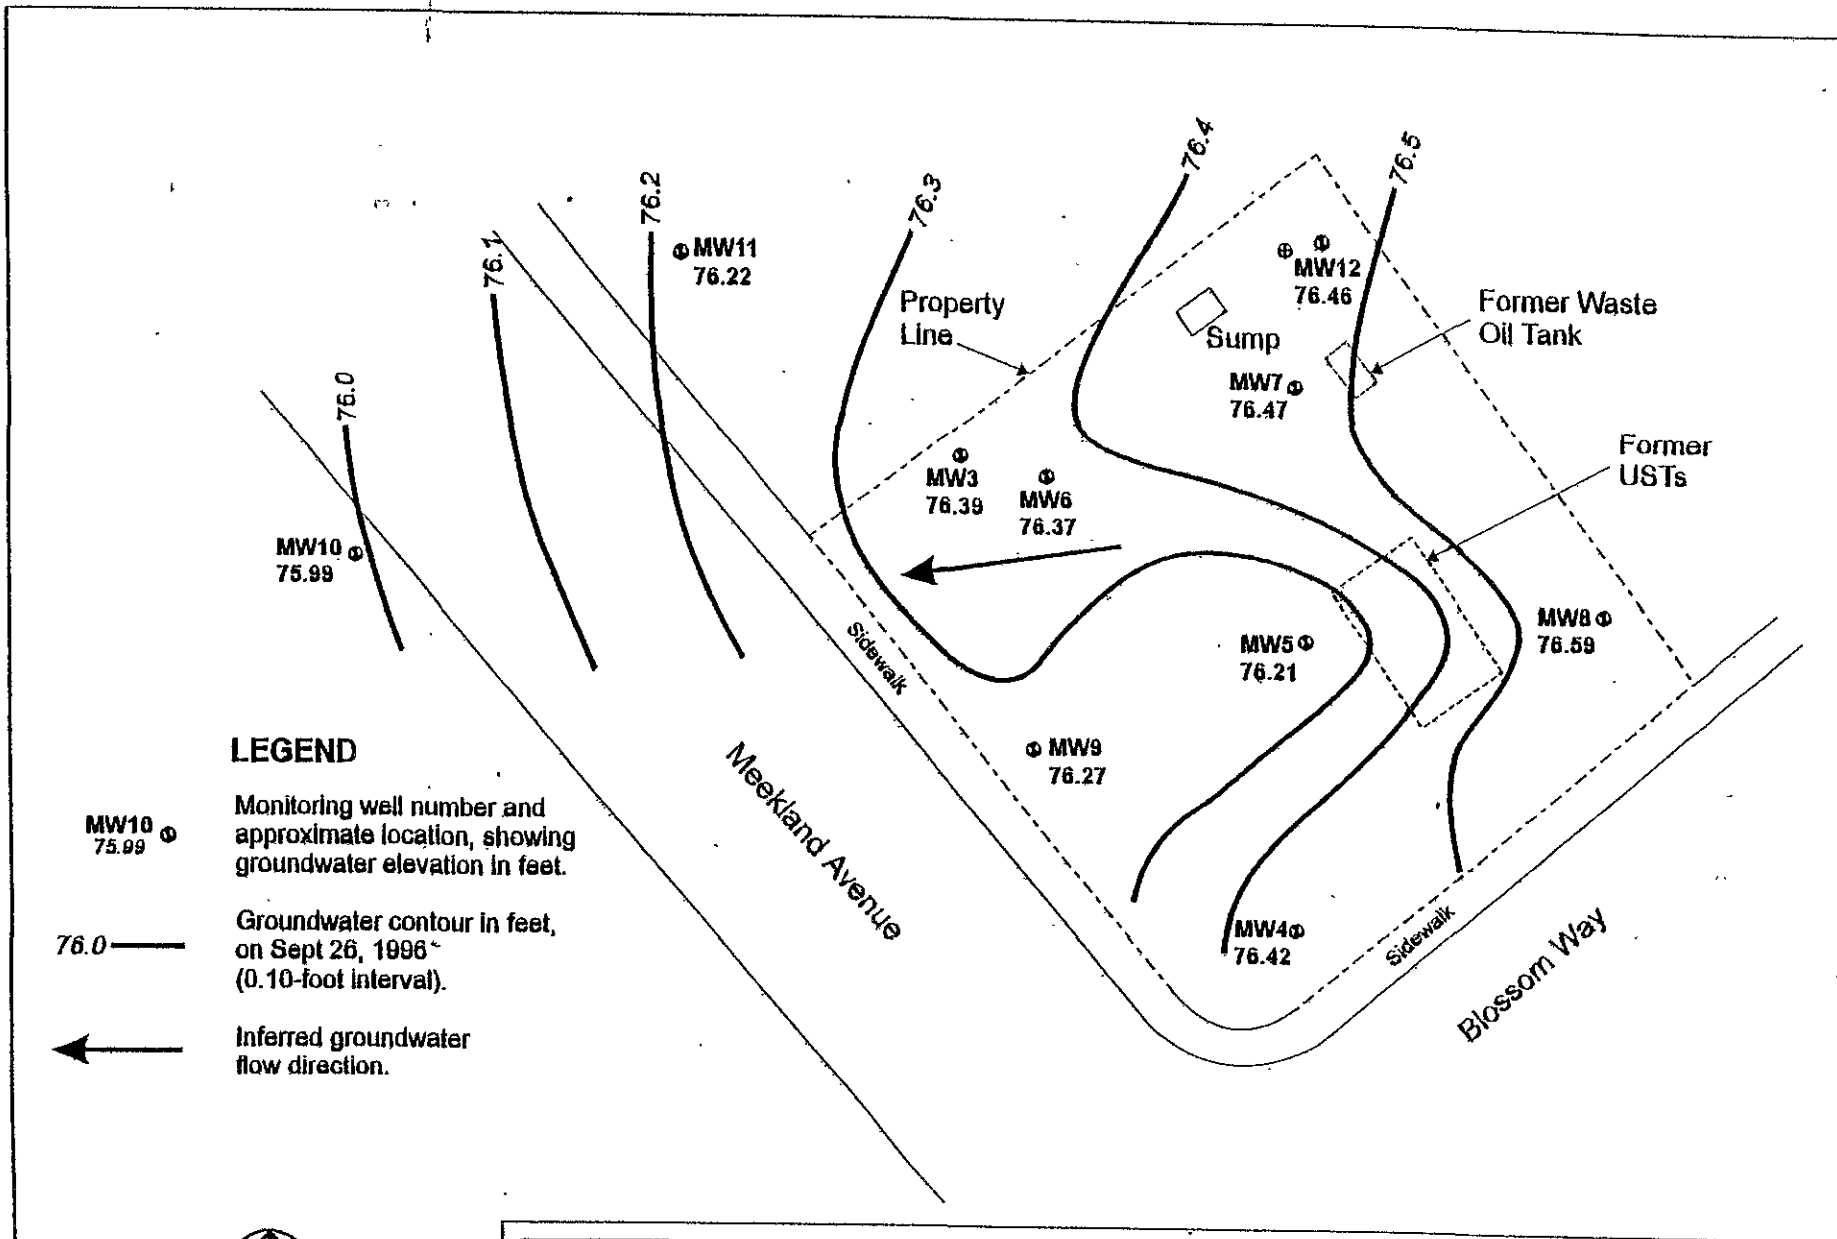 76.4
76.5
76.2
76.3
MW11
76.22
76.1
MW12
76.46
Property
Line
Former Waste
Oil Tank
Sump
76.0
MW7
76.47
Former
USTs
MW3
76.39
MW6
76.37
MW10
75.99
MW8
76.59
Sidewalk
MW5
76.21
MW9
76.27
Meekland Avenue
MW4
76.42
Sidewalk
Blossom Way
LEGEND
MW10
75.99
Monitoring well number and
approximate location, showing
groundwater elevation in feet.
76.0
Groundwater contour in feet,
on Sept 26, 1996
(0.10-foot interval).
Inferred groundwater
flow direction.